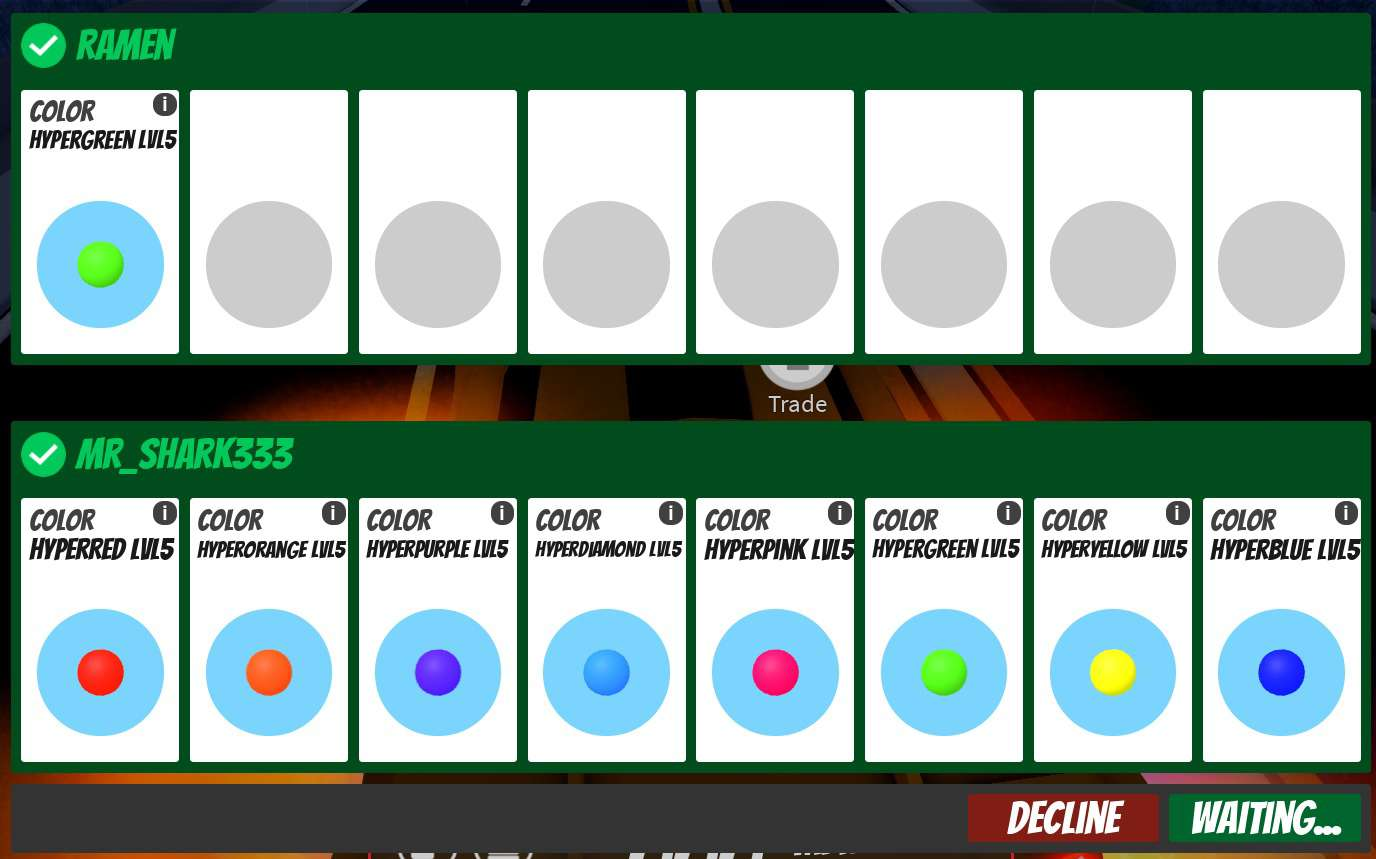 RAMEN
COLOR i
HYPERGREEN LVL5
Trade
MR_SHARK333
COLOR i
HYPERRED LVL5
COLOR i
HYPERORANGE LVL5
COLOR i
HYPERPURPLE LVL5
COLOR i
HYPERDIAMOND LVL5
COLOR i
HYPERPINK LVL5
COLOR i
HYPERGREEN LVL5
COLOR i
HYPERYELLOW LVL5
COLOR i
HYPERBLUE LVL5
DECLINE
WAITING...